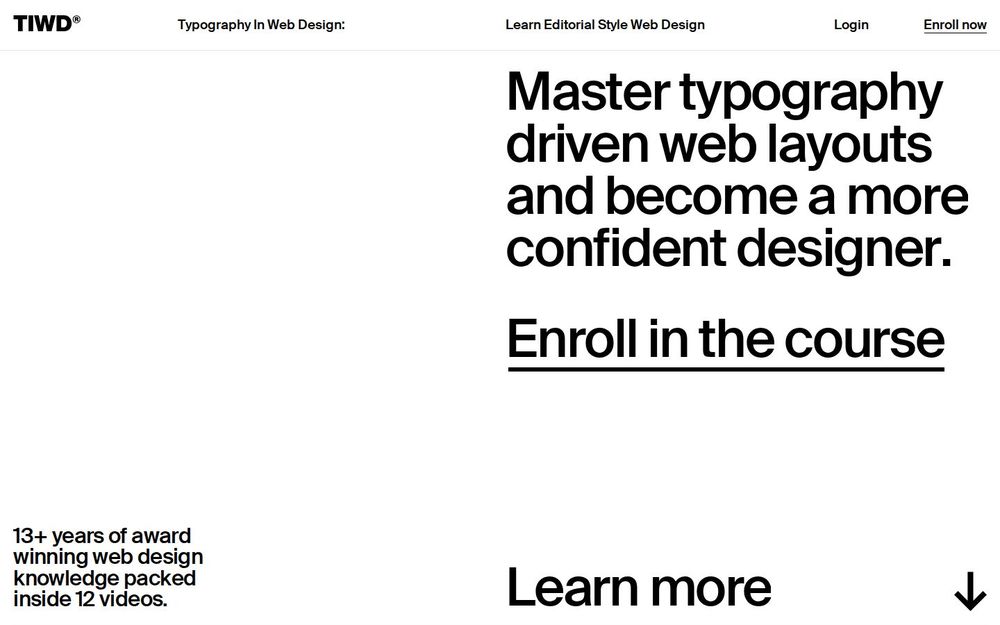 TIWD®
Typography In Web Design:
Learn Editorial Style Web Design
Login
Enroll now
Master typography
driven web layouts
and become a more
confident designer.
Enroll in the course
13+ years of award
winning web design
knowledge packed
inside 12 videos.
Learn more